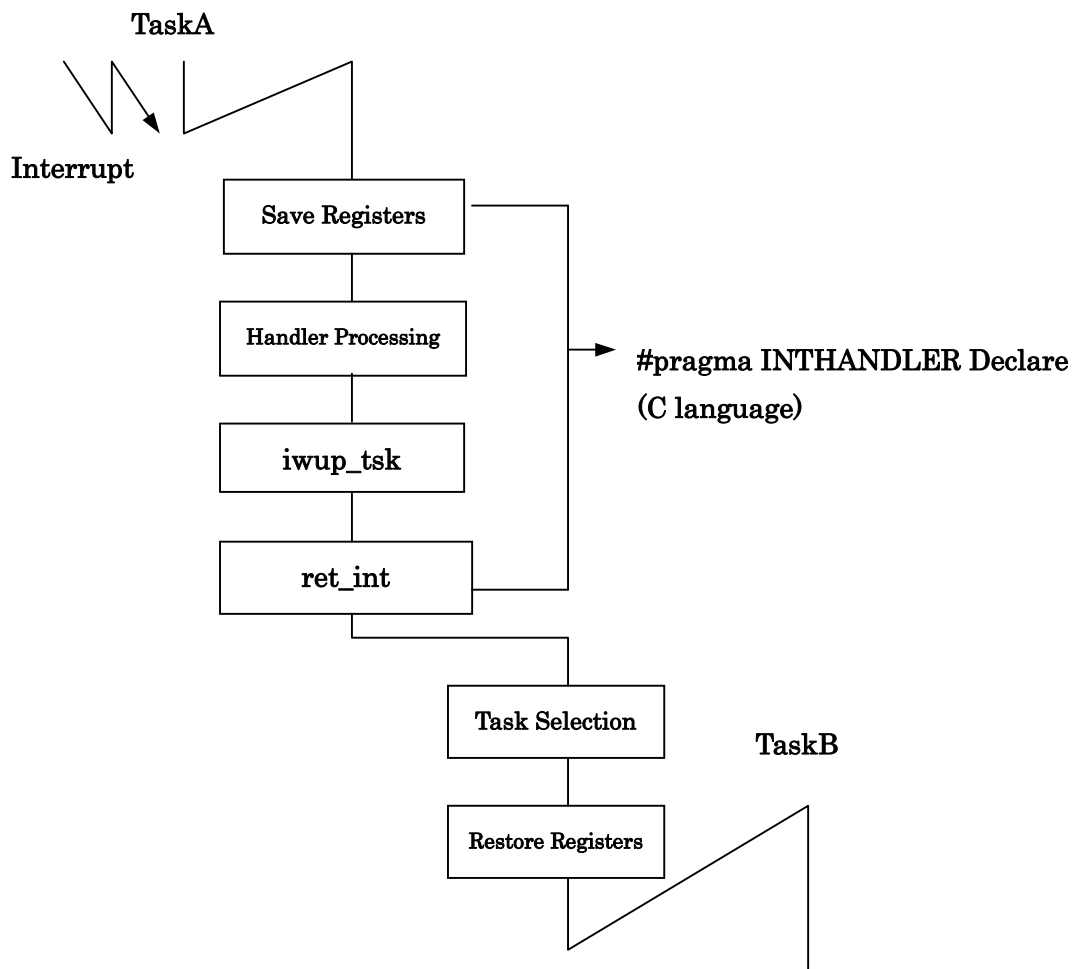 TaskA
Interrupt
Save Registers
Handler Processing
#pragma INTHANDLER Declare
(C language)
iwup_tsk
ret_int
Task Selection
TaskB
Restore Registers